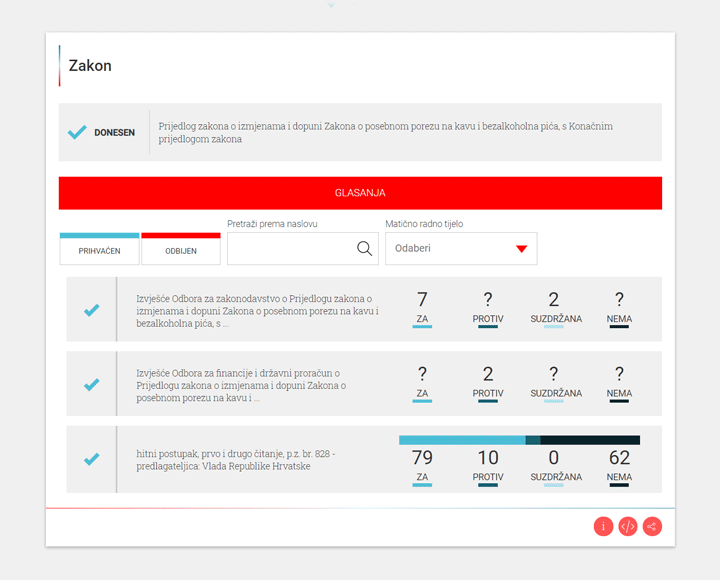 Zakon
DONESEN
Prijedlog zakona o izmjenama i dopuni Zakona o posebnom porezu na kavu i bezalkoholna pića, s Konačnim
prijedlogom zakona
GLASANJA
PRIHVAĆEN
ODBIJEN
Pretraži prema naslovu
Matično radno tijelo
Odaberi
Izvješće Odbora za zakonodavstvo o Prijedlogu zakona o
izmjenama i dopuni Zakona o posebnom porezu na kavu i
bezalkoholna pića, s ...
7 ? 2 ?
ZA PROTIV SUZDRŽANA NEMA
Izvješće Odbora za financije i državni proračun o
Prijedlogu zakona o izmjenama i dopuni Zakona o
posebnom porezu na kavu i ...
? 2 ? ?
ZA PROTIV SUZDRŽANA NEMA
hitni postupak, prvo i drugo čitanje, p.z. br. 828 -
predlagateljica: Vlada Republike Hrvatske
79 10 0 62
ZA PROTIV SUZDRŽANA NEMA